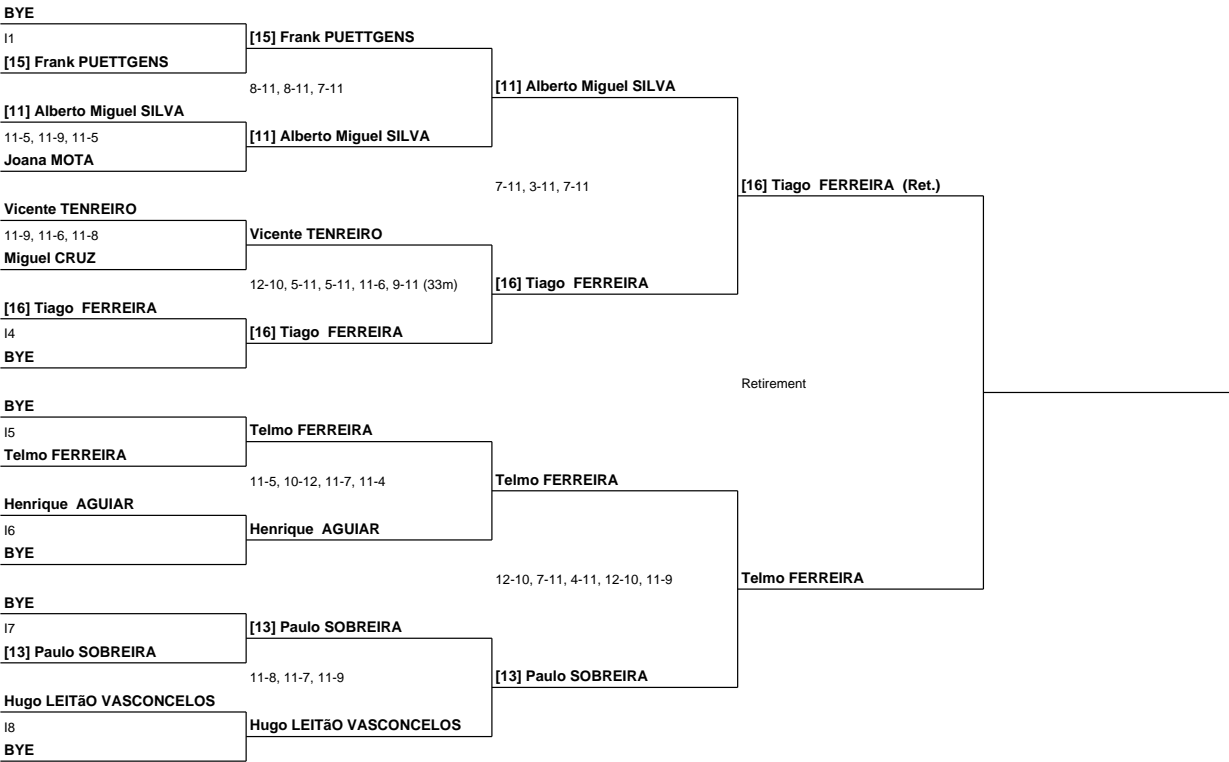 BYE
I1
[15] Frank PUETTGENS
[15] Frank PUETTGENS
8-11, 8-11, 7-11
[11] Alberto Miguel SILVA
[11] Alberto Miguel SILVA
11-5, 11-9, 11-5
[11] Alberto Miguel SILVA
Joana MOTA
7-11, 3-11, 7-11
[16] Tiago  FERREIRA  (Ret.)
Vicente TENREIRO
11-9, 11-6, 11-8
Vicente TENREIRO
Miguel CRUZ
12-10, 5-11, 5-11, 11-6, 9-11 (33m)
[16] Tiago  FERREIRA
[16] Tiago  FERREIRA
I4
[16] Tiago  FERREIRA
BYE
Retirement
BYE
I5
Telmo FERREIRA
Telmo FERREIRA
11-5, 10-12, 11-7, 11-4
Telmo FERREIRA
Henrique  AGUIAR
I6
Henrique  AGUIAR
BYE
12-10, 7-11, 4-11, 12-10, 11-9
Telmo FERREIRA
BYE
I7
[13] Paulo SOBREIRA
[13] Paulo SOBREIRA
11-8, 11-7, 11-9
[13] Paulo SOBREIRA
Hugo LEITãO VASCONCELOS
I8
Hugo LEITãO VASCONCELOS
BYE